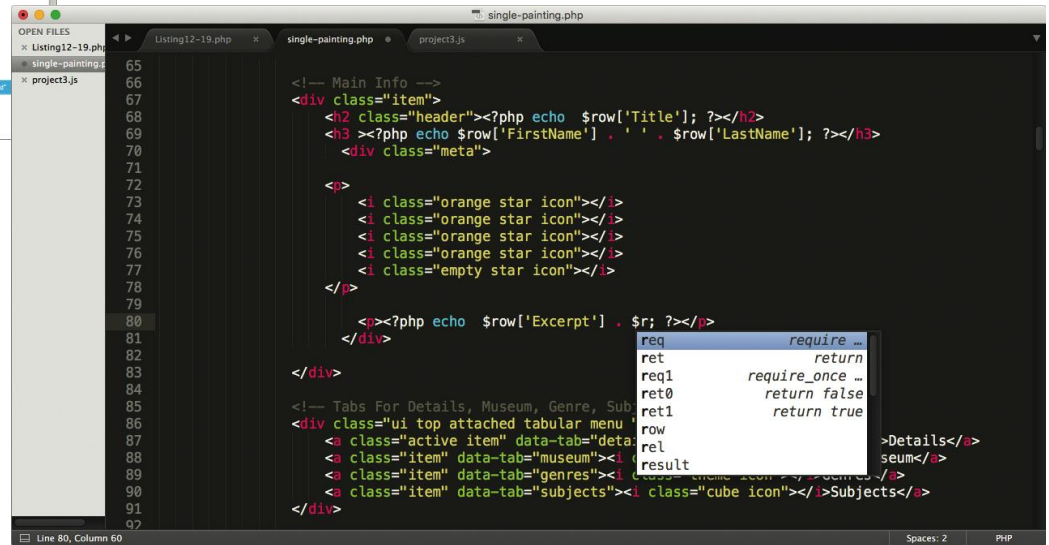 single-painting.php
OPEN FILES
Listing12-19.php
single-painting.p
project3.js
Listing12-19.php
single-painting.php
project3.js
65
66 <!-- Main Info -->
67 <div class="item">
68 <h2 class="header"><?php echo  $row['Title']; ?></h2>
69 <h3 ><?php echo $row['FirstName'] . ' ' . $row['LastName']; ?></h3>
70 <div class="meta">
71
72 <p>
73 <i class="orange star icon"></i>
74 <i class="orange star icon"></i>
75 <i class="orange star icon"></i>
76 <i class="orange star icon"></i>
77 <i class="empty star icon"></i>
78 </p>
79
80 <p><?php echo  $row['Excerpt'] . $r; ?></p>
81 </div>
82
83 </div>
84
85 <!-- Tabs For Details, Museum, Genre, Sub
86 <div class="ui top attached tabular menu "
87 <a class="active item" data-tab="deta >Details</a>
88 <a class="item" data-tab="museum"><i c seum</a>
89 <a class="item" data-tab="genres"><i c </a>
90 <a class="item" data-tab="subjects"><i class="cube icon"></i>Subjects</a>
91 </div>
92
req require …
ret return
req1 require_once …
ret0 return false
ret1 return true
row
rel
result
Line 80, Column 60 Spaces: 2 PHP